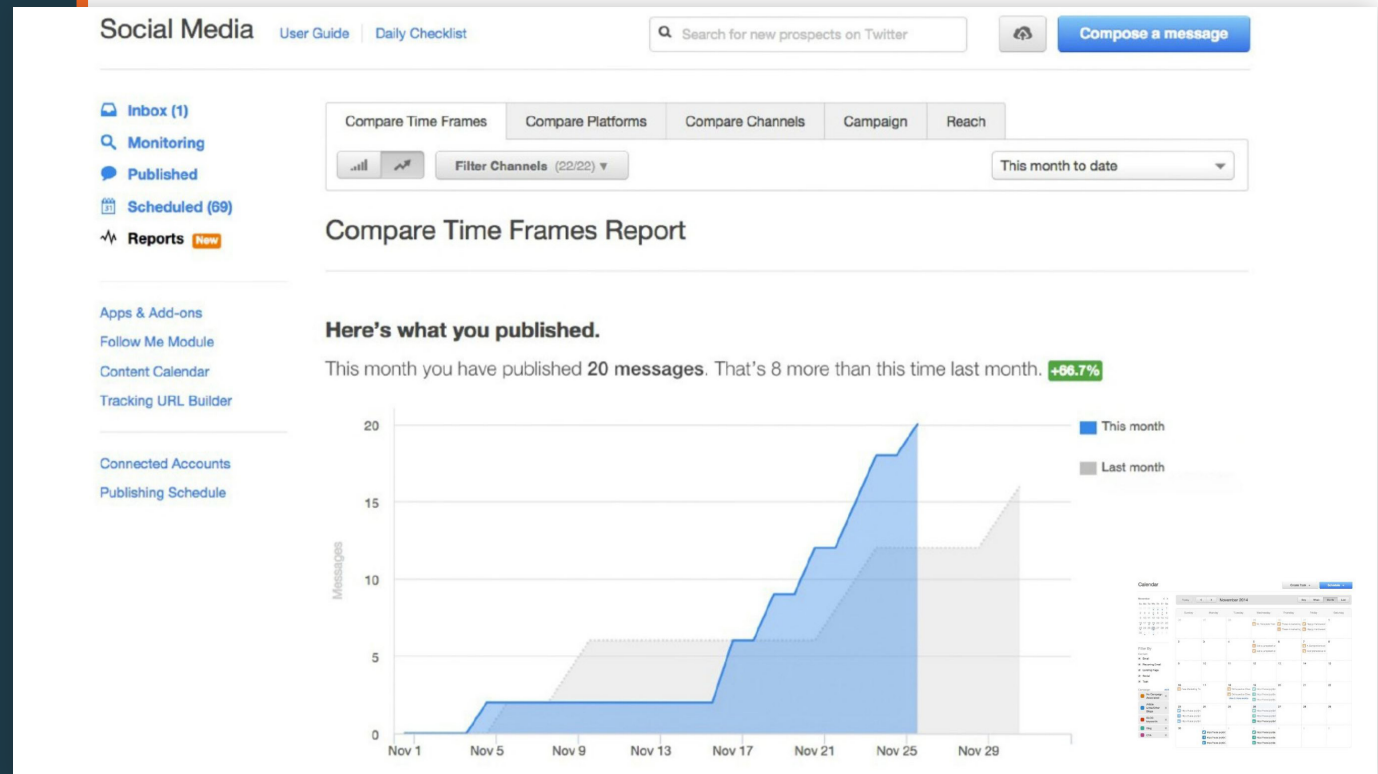 Social Media
User Guide
Daily Checklist
Search for new prospects on Twitter
Compose a message
Inbox (1)
Monitoring
Published
Scheduled (69)
Reports New
Apps & Add-ons
Follow Me Module
Content Calendar
Tracking URL Builder
Connected Accounts
Publishing Schedule
Compare Time Frames
Compare Platforms
Compare Channels
Campaign
Reach
Filter Channels (22/22) ▼
This month to date
Compare Time Frames Report
Here's what you published.
This month you have published 20 messages. That's 8 more than this time last month. +66.7%
This month
Last month
Messages
20
15
10
5
0
Nov 1
Nov 5
Nov 9
Nov 13
Nov 17
Nov 21
Nov 25
Nov 29
Calendar
November 2014